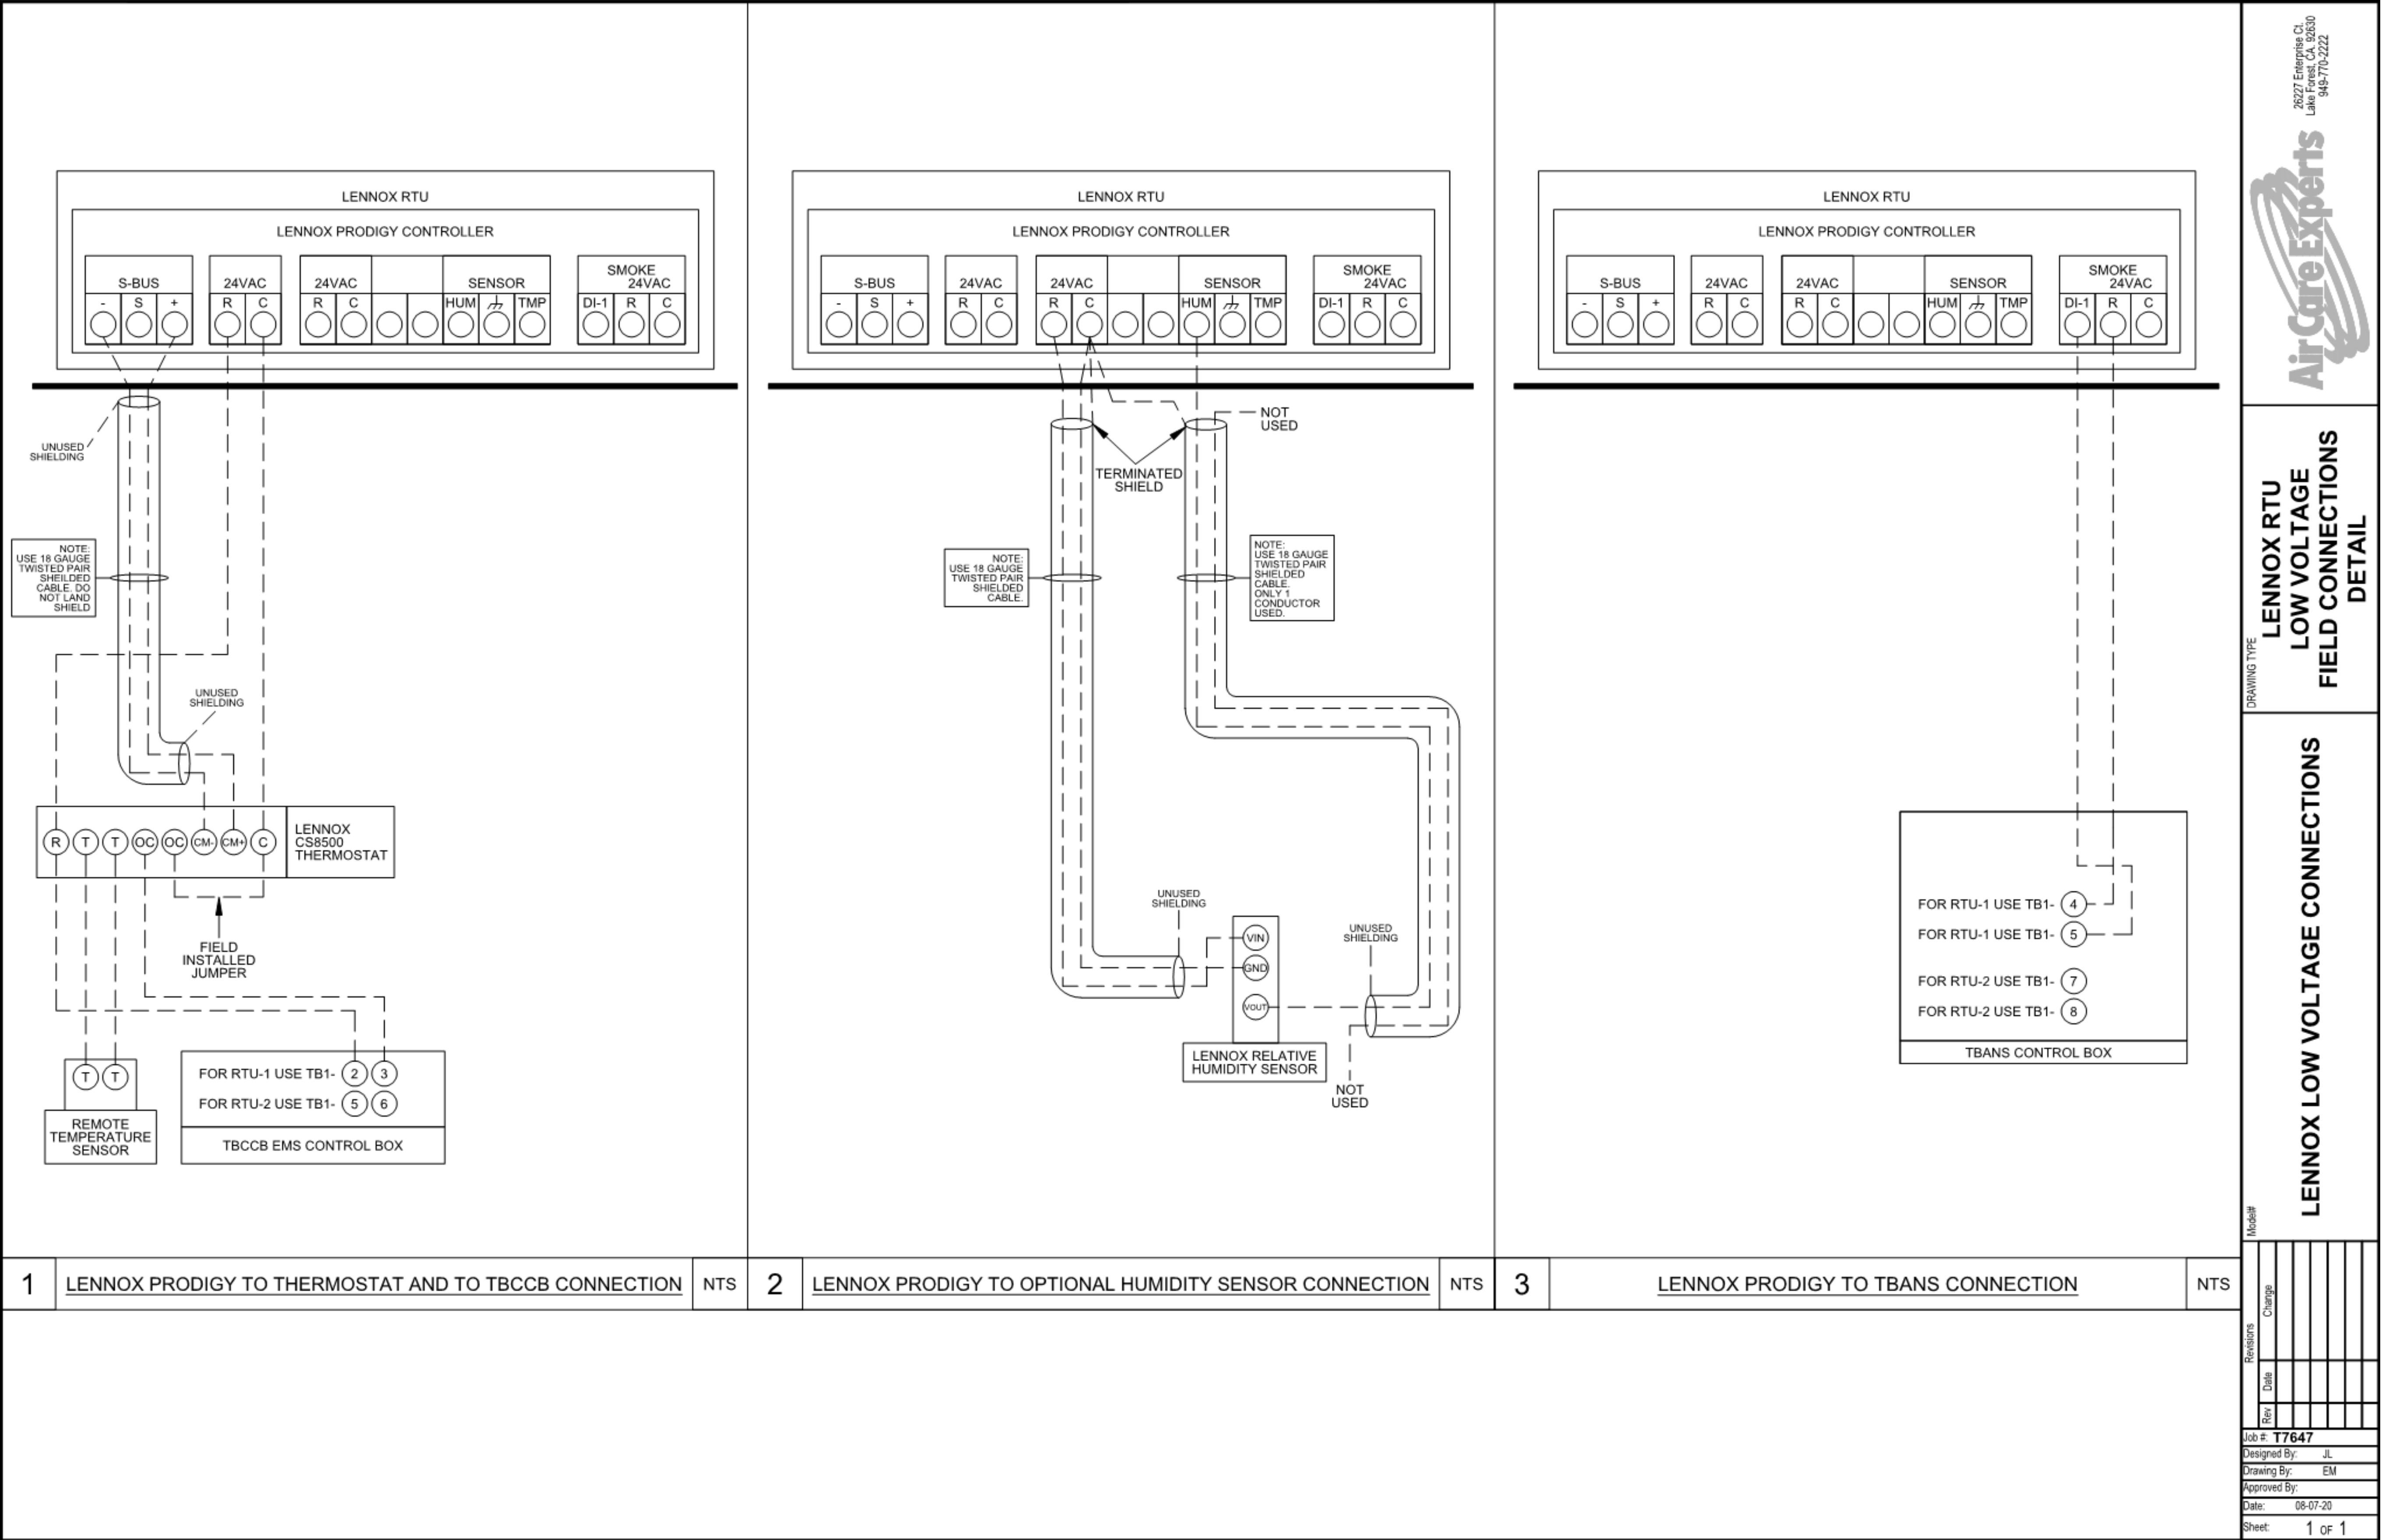 LENNOX RTU
LENNOX PRODIGY CONTROLLER
S-BUS
- S +
24VAC
R C
24VAC
R C
SENSOR
HUM TMP
SMOKE
24VAC
DI-1 R C
UNUSED
SHIELDING
NOTE:
USE 18 GAUGE
TWISTED PAIR
SHEILDED
CABLE. DO
NOT LAND
SHIELD
UNUSED
SHIELDING
R T T OC OC CM- CM+ C
LENNOX
CS8500
THERMOSTAT
FIELD
INSTALLED
JUMPER
T T
REMOTE
TEMPERATURE
SENSOR
FOR RTU-1 USE TB1- 2 3
FOR RTU-2 USE TB1- 5 6
TBCCB EMS CONTROL BOX
1 LENNOX PRODIGY TO THERMOSTAT AND TO TBCCB CONNECTION NTS
LENNOX RTU
LENNOX PRODIGY CONTROLLER
S-BUS
- S +
24VAC
R C
24VAC
R C
SENSOR
HUM TMP
SMOKE
24VAC
DI-1 R C
NOT
USED
TERMINATED
SHIELD
NOTE:
USE 18 GAUGE
TWISTED PAIR
SHIELDED
CABLE.
NOTE:
USE 18 GAUGE
TWISTED PAIR
SHIELDED
CABLE.
ONLY 1
CONDUCTOR
USED.
UNUSED
SHIELDING
VIN
GND
VOUT
UNUSED
SHIELDING
LENNOX RELATIVE
HUMIDITY SENSOR
NOT
USED
2 LENNOX PRODIGY TO OPTIONAL HUMIDITY SENSOR CONNECTION NTS
LENNOX RTU
LENNOX PRODIGY CONTROLLER
S-BUS
- S +
24VAC
R C
24VAC
R C
SENSOR
HUM TMP
SMOKE
24VAC
DI-1 R C
FOR RTU-1 USE TB1- 4
FOR RTU-1 USE TB1- 5
FOR RTU-2 USE TB1- 7
FOR RTU-2 USE TB1- 8
TBANS CONTROL BOX
3 LENNOX PRODIGY TO TBANS CONNECTION NTS
Air Care Experts
26227 Enterprise Ct.
Lake Forest, CA. 92630
949-770-2222
DRAWING TYPE
LENNOX RTU
LOW VOLTAGE
FIELD CONNECTIONS
DETAIL
Model#
LENNOX LOW VOLTAGE CONNECTIONS
Revisions
Rev Date Change
Job #: T7647
Designed By: JL
Drawing By: EM
Approved By:
Date: 08-07-20
Sheet: 1 OF 1